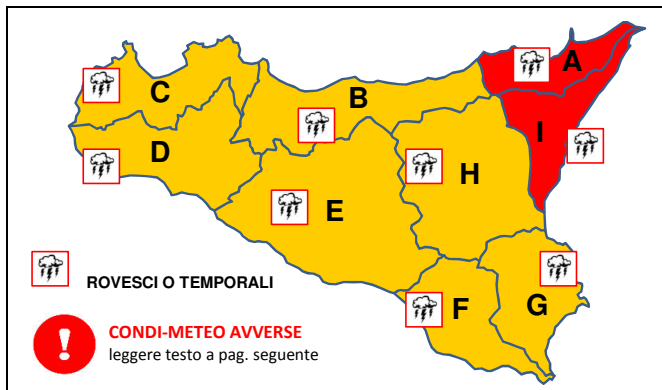 A
C
B
I
D
H
E
F
G
ROVESCI O TEMPORALI
! CONDI-METEO AVVERSE
leggere testo a pag. seguente